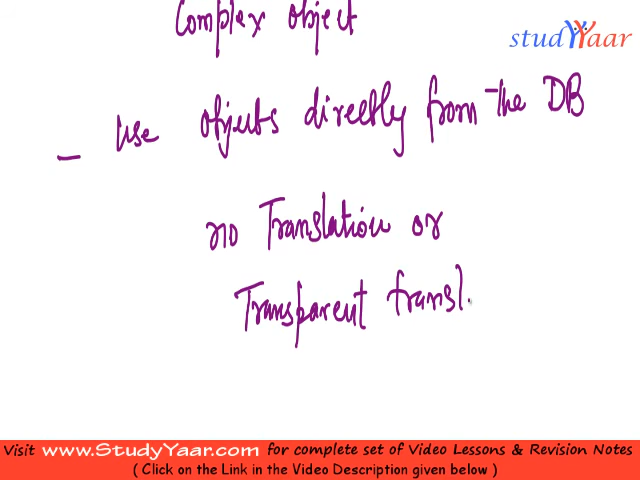 Complex object
studYYaar
– use objects directly from the DB
no Translation or
Transparent transl.
Visit www.StudyYaar.com for complete set of Video Lessons & Revision Notes
( Click on the Link in the Video Description given below )